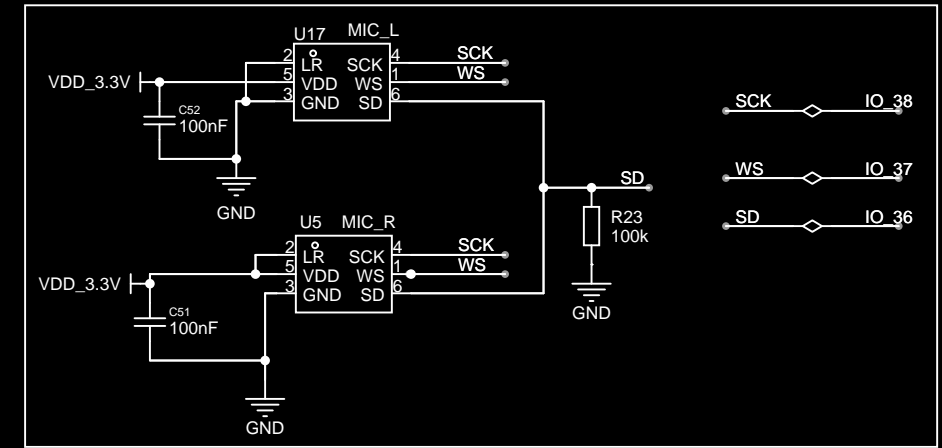 U17 MIC_L
2 LR SCK 4 SCK
VDD_3.3V 5 VDD WS 1 WS
3 GND SD 6
C52
100nF
GND
SCK IO_38
WS IO_37
SD IO_36
SD
R23
100k
GND
U5 MIC_R
2 LR SCK 4 SCK
VDD_3.3V 5 VDD WS 1 WS
3 GND SD 6
C51
100nF
GND